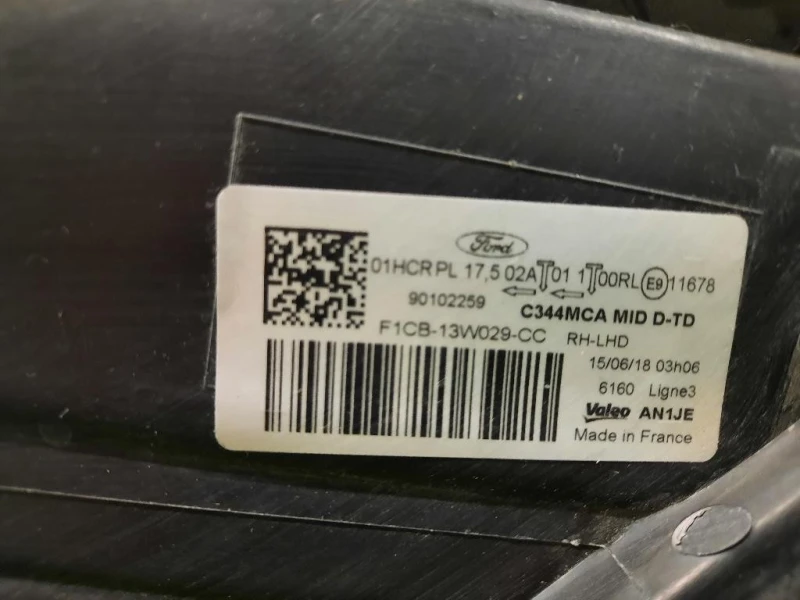 Ford
01HCR PL 17,5 02A 01 1 00RL E9 11678
90102259
C344MCA MID D-TD
F1CB-13W029-CC RH-LHD
15/06/18 03h06
6160 Ligne3
Valeo AN1JE
Made in France